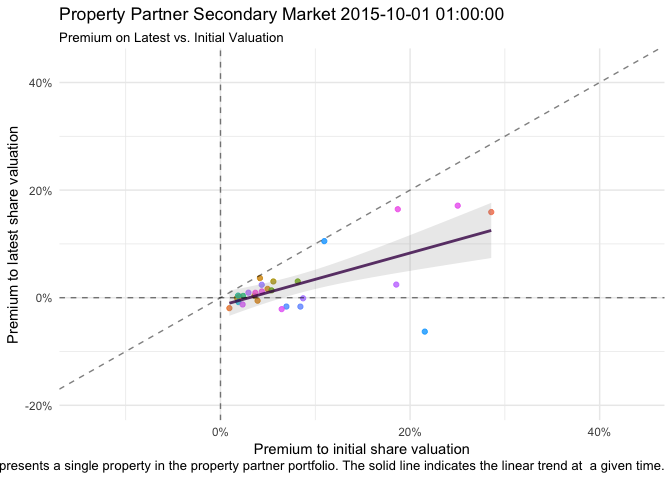 Property Partner Secondary Market 2015-10-01 01:00:00
Premium on Latest vs. Initial Valuation
40%
20%
0%
-20%
Premium to latest share valuation
0% 20% 40%
Premium to initial share valuation
presents a single property in the property partner portfolio. The solid line indicates the linear trend at  a given time.